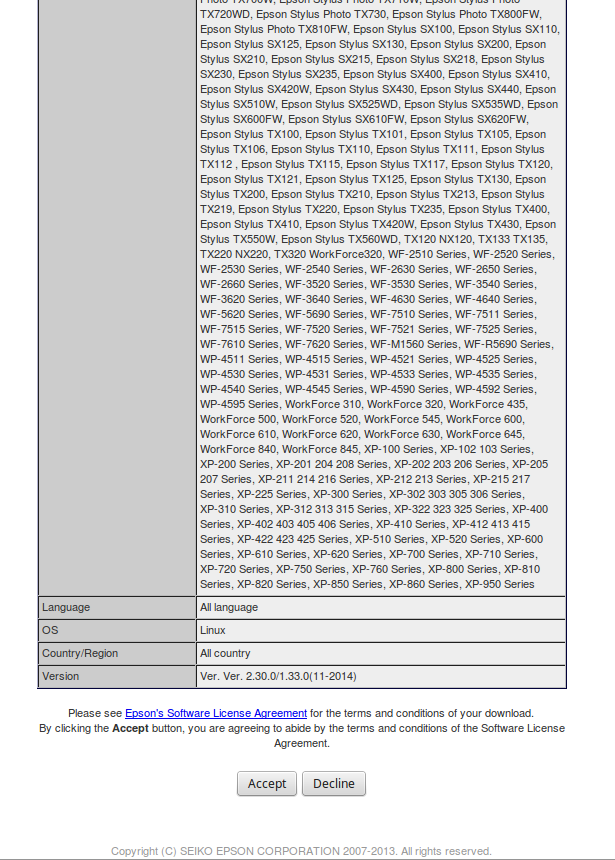 TX720WD, Epson Stylus Photo TX730, Epson Stylus Photo TX800FW,
Epson Stylus Photo TX810FW, Epson Stylus SX100, Epson Stylus SX110,
Epson Stylus SX125, Epson Stylus SX130, Epson Stylus SX200, Epson
Stylus SX210, Epson Stylus SX215, Epson Stylus SX218, Epson Stylus
SX230, Epson Stylus SX235, Epson Stylus SX400, Epson Stylus SX410,
Epson Stylus SX420W, Epson Stylus SX430, Epson Stylus SX440, Epson
Stylus SX510W, Epson Stylus SX525WD, Epson Stylus SX535WD, Epson
Stylus SX600FW, Epson Stylus SX610FW, Epson Stylus SX620FW,
Epson Stylus TX100, Epson Stylus TX101, Epson Stylus TX105, Epson
Stylus TX106, Epson Stylus TX110, Epson Stylus TX111, Epson Stylus
TX112 , Epson Stylus TX115, Epson Stylus TX117, Epson Stylus TX120,
Epson Stylus TX121, Epson Stylus TX125, Epson Stylus TX130, Epson
Stylus TX200, Epson Stylus TX210, Epson Stylus TX213, Epson Stylus
TX219, Epson Stylus TX220, Epson Stylus TX235, Epson Stylus TX400,
Epson Stylus TX410, Epson Stylus TX420W, Epson Stylus TX430, Epson
Stylus TX550W, Epson Stylus TX560WD, TX120 NX120, TX133 TX135,
TX220 NX220, TX320 WorkForce320, WF-2510 Series, WF-2520 Series,
WF-2530 Series, WF-2540 Series, WF-2630 Series, WF-2650 Series,
WF-2660 Series, WF-3520 Series, WF-3530 Series, WF-3540 Series,
WF-3620 Series, WF-3640 Series, WF-4630 Series, WF-4640 Series,
WF-5620 Series, WF-5690 Series, WF-7510 Series, WF-7511 Series,
WF-7515 Series, WF-7520 Series, WF-7521 Series, WF-7525 Series,
WF-7610 Series, WF-7620 Series, WF-M1560 Series, WF-R5690 Series,
WP-4511 Series, WP-4515 Series, WP-4521 Series, WP-4525 Series,
WP-4530 Series, WP-4531 Series, WP-4533 Series, WP-4535 Series,
WP-4540 Series, WP-4545 Series, WP-4590 Series, WP-4592 Series,
WP-4595 Series, WorkForce 310, WorkForce 320, WorkForce 435,
WorkForce 500, WorkForce 520, WorkForce 545, WorkForce 600,
WorkForce 610, WorkForce 620, WorkForce 630, WorkForce 645,
WorkForce 840, WorkForce 845, XP-100 Series, XP-102 103 Series,
XP-200 Series, XP-201 204 208 Series, XP-202 203 206 Series, XP-205
207 Series, XP-211 214 216 Series, XP-212 213 Series, XP-215 217
Series, XP-225 Series, XP-300 Series, XP-302 303 305 306 Series,
XP-310 Series, XP-312 313 315 Series, XP-322 323 325 Series, XP-400
Series, XP-402 403 405 406 Series, XP-410 Series, XP-412 413 415
Series, XP-422 423 425 Series, XP-510 Series, XP-520 Series, XP-600
Series, XP-610 Series, XP-620 Series, XP-700 Series, XP-710 Series,
XP-720 Series, XP-750 Series, XP-760 Series, XP-800 Series, XP-810
Series, XP-820 Series, XP-850 Series, XP-860 Series, XP-950 Series
Language All language
OS Linux
Country/Region All country
Version Ver. Ver. 2.30.0/1.33.0(11-2014)
Please see Epson's Software License Agreement for the terms and conditions of your download.
By clicking the Accept button, you are agreeing to abide by the terms and conditions of the Software License
Agreement.
Accept Decline
Copyright (C) SEIKO EPSON CORPORATION 2007-2013. All rights reserved.